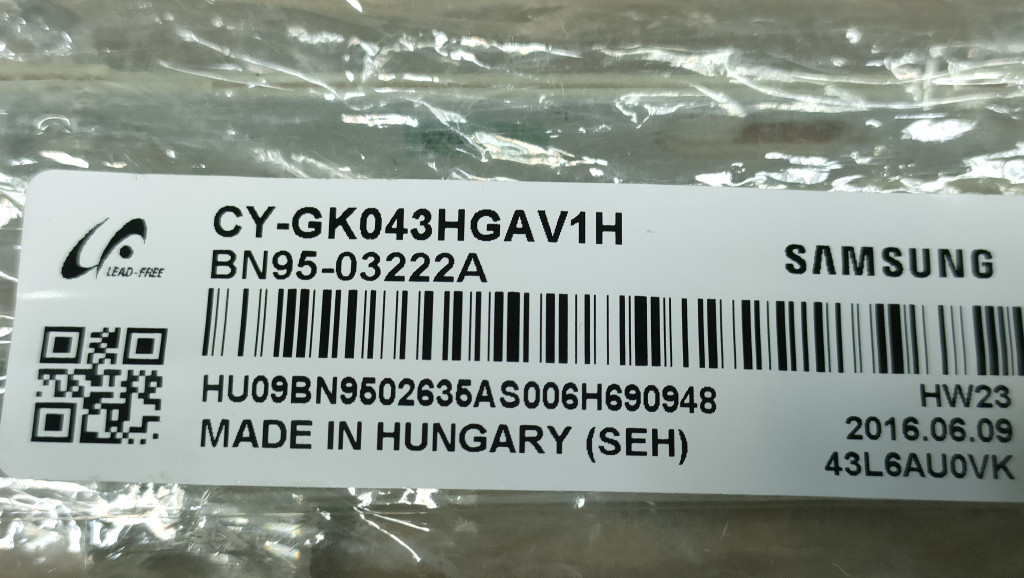 CY-GK043HGAV1H
BN95-03222A
SAMSUNG
LEAD-FREE
HU09BN9502635AS006H690948
MADE IN HUNGARY (SEH)
HW23
2016.06.09
43L6AU0VK